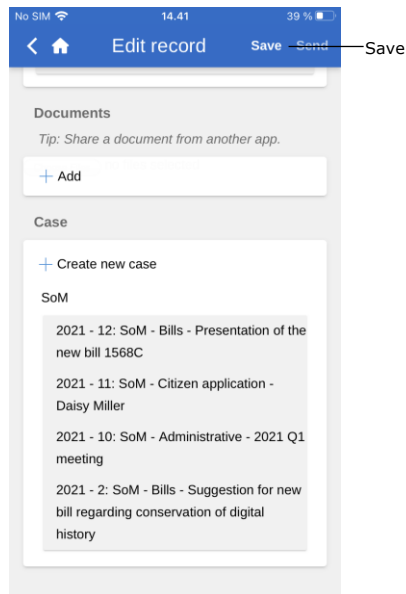 No SIM 14.41 39 %
Edit record Save Send Save
Documents
Tip: Share a document from another app.
Add
Case
Create new case
SoM
2021 - 12: SoM - Bills - Presentation of the
new bill 1568C
2021 - 11: SoM - Citizen application -
Daisy Miller
2021 - 10: SoM - Administrative - 2021 Q1
meeting
2021 - 2: SoM - Bills - Suggestion for new
bill regarding conservation of digital
history